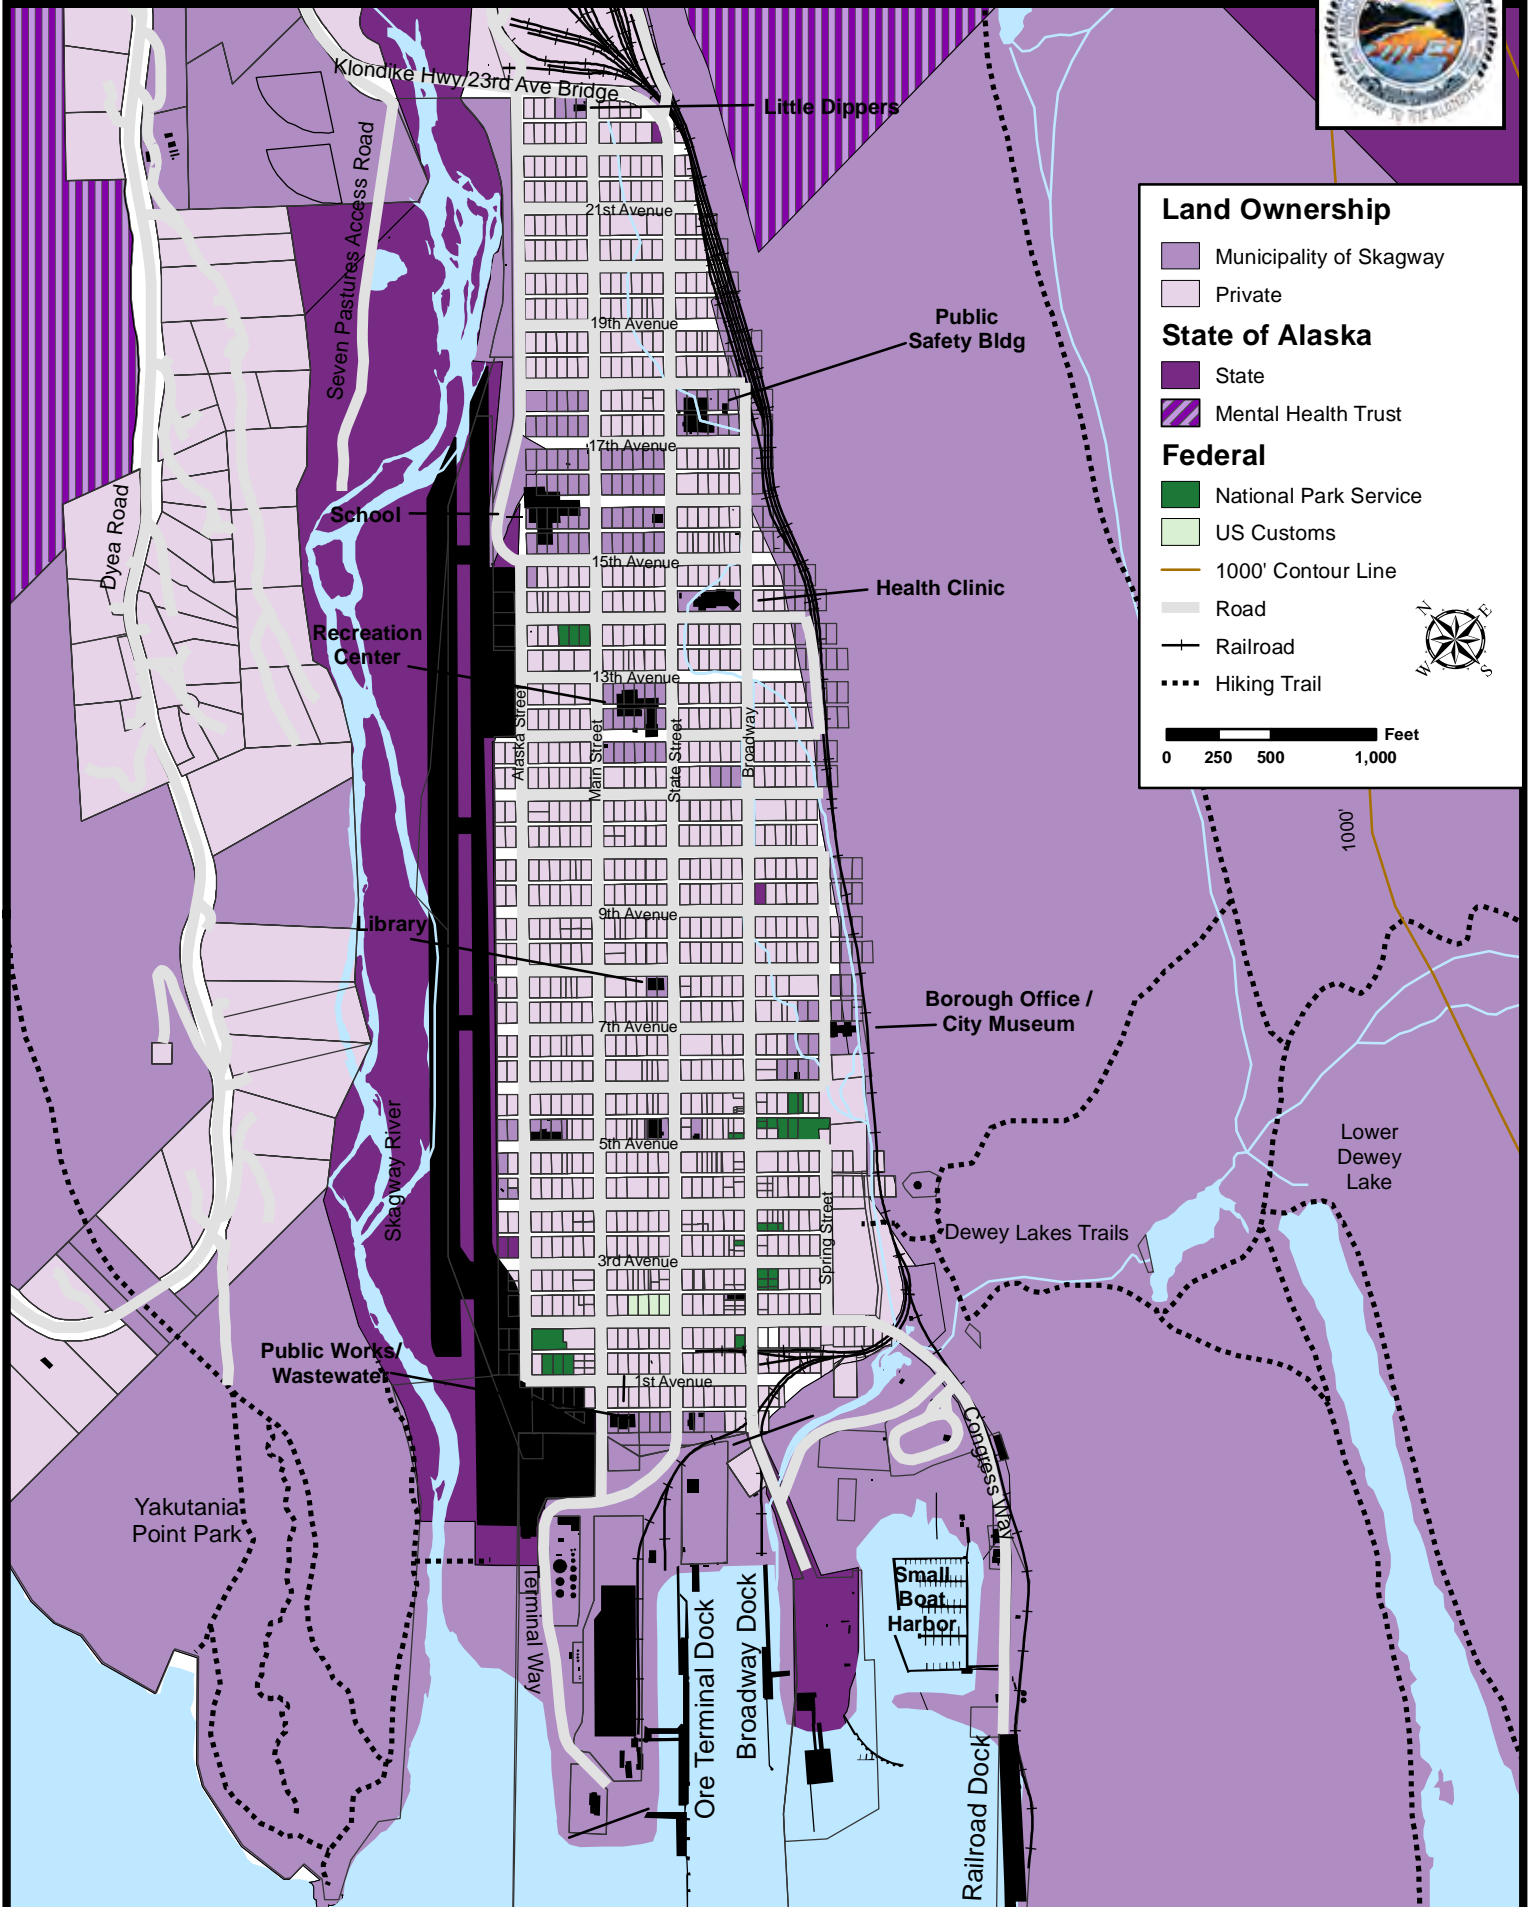 Klondike Hwy/23rd Ave Bridge
Little Dippers
GATEWAY TO THE KLONDIKE
Seven Pastures Access Road
21st Avenue
19th Avenue
Public
Safety Bldg
17th Avenue
School
15th Avenue
Health Clinic
Dyea Road
Recreation
Center
13th Avenue
Alaska Street
Main Street
State Street
Broadway
Land Ownership
Municipality of Skagway
Private
State of Alaska
State
Mental Health Trust
Federal
National Park Service
US Customs
1000' Contour Line
Road
Railroad
Hiking Trail
N
E
W
S
Feet
0 250 500 1,000
1000'
9th Avenue
Library
7th Avenue
Borough Office /
City Museum
Skagway River
5th Avenue
Lower
Dewey
Lake
Spring Street
Dewey Lakes Trails
3rd Avenue
Public Works/
Wastewater
1st Avenue
Congress Way
Yakutania
Point Park
Terminal Way
Ore Terminal Dock
Broadway Dock
Small
Boat
Harbor
Railroad Dock